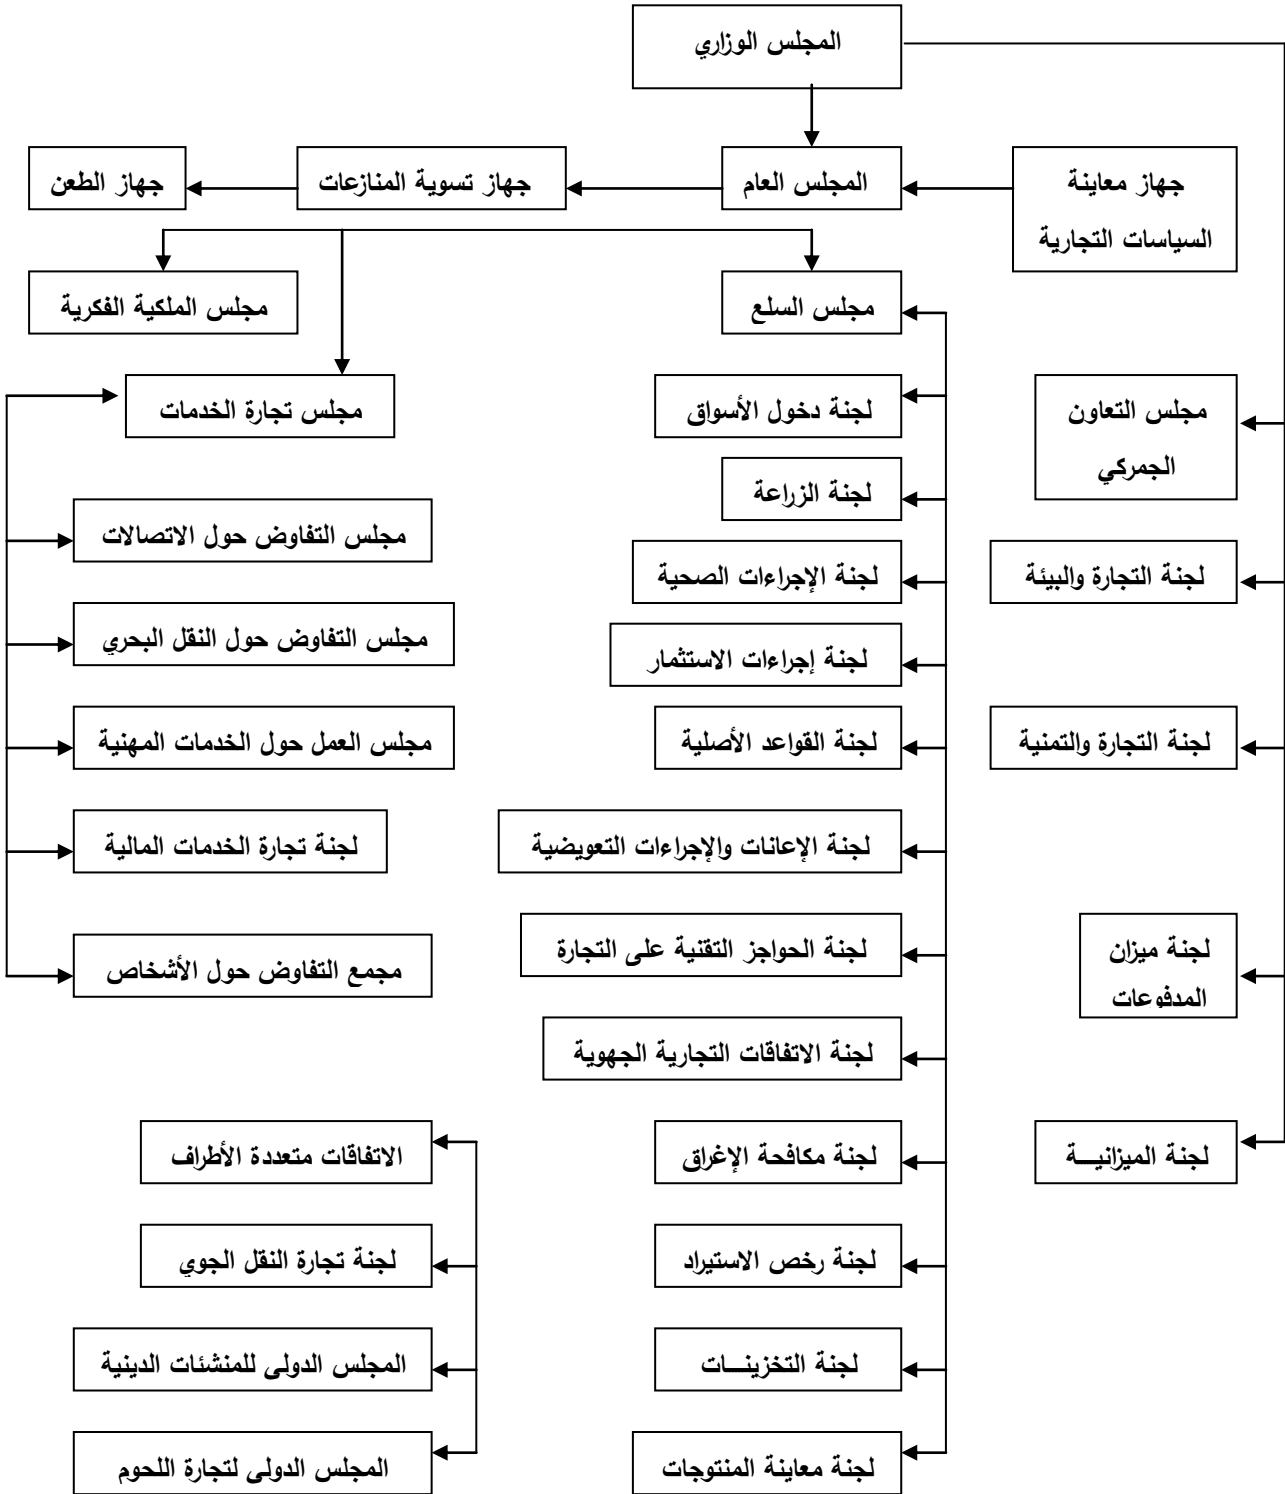 المجلس الوزاري
جهاز معاينة
السياسات التجارية
المجلس العام
جهاز تسوية المنازعات
جهاز الطعن
مجلس السلع
مجلس الملكية الفكرية
مجلس التعاون
الجمركي
لجنة دخول الأسواق
مجلس تجارة الخدمات
لجنة الزراعة
مجلس التفاوض حول الاتصالات
لجنة التجارة والبيئة
لجنة الإجراءات الصحية
مجلس التفاوض حول النقل البحري
لجنة إجراءات الاستثمار
لجنة التجارة والتمنية
لجنة القواعد الأصلية
مجلس العمل حول الخدمات المهنية
لجنة الإعانات والإجراءات التعويضية
لجنة تجارة الخدمات المالية
لجنة ميزان
المدفوعات
لجنة الحواجز التقنية على التجارة
مجمع التفاوض حول الأشخاص
لجنة الاتفاقات التجارية الجهوية
لجنة الميزانيـــة
لجنة مكافحة الإغراق
الاتفاقات متعددة الأطراف
لجنة رخص الاستيراد
لجنة تجارة النقل الجوي
لجنة التخزينـــات
المجلس الدولي للمنشئات الدينية
لجنة معاينة المنتوجات
المجلس الدولي لتجارة اللحوم